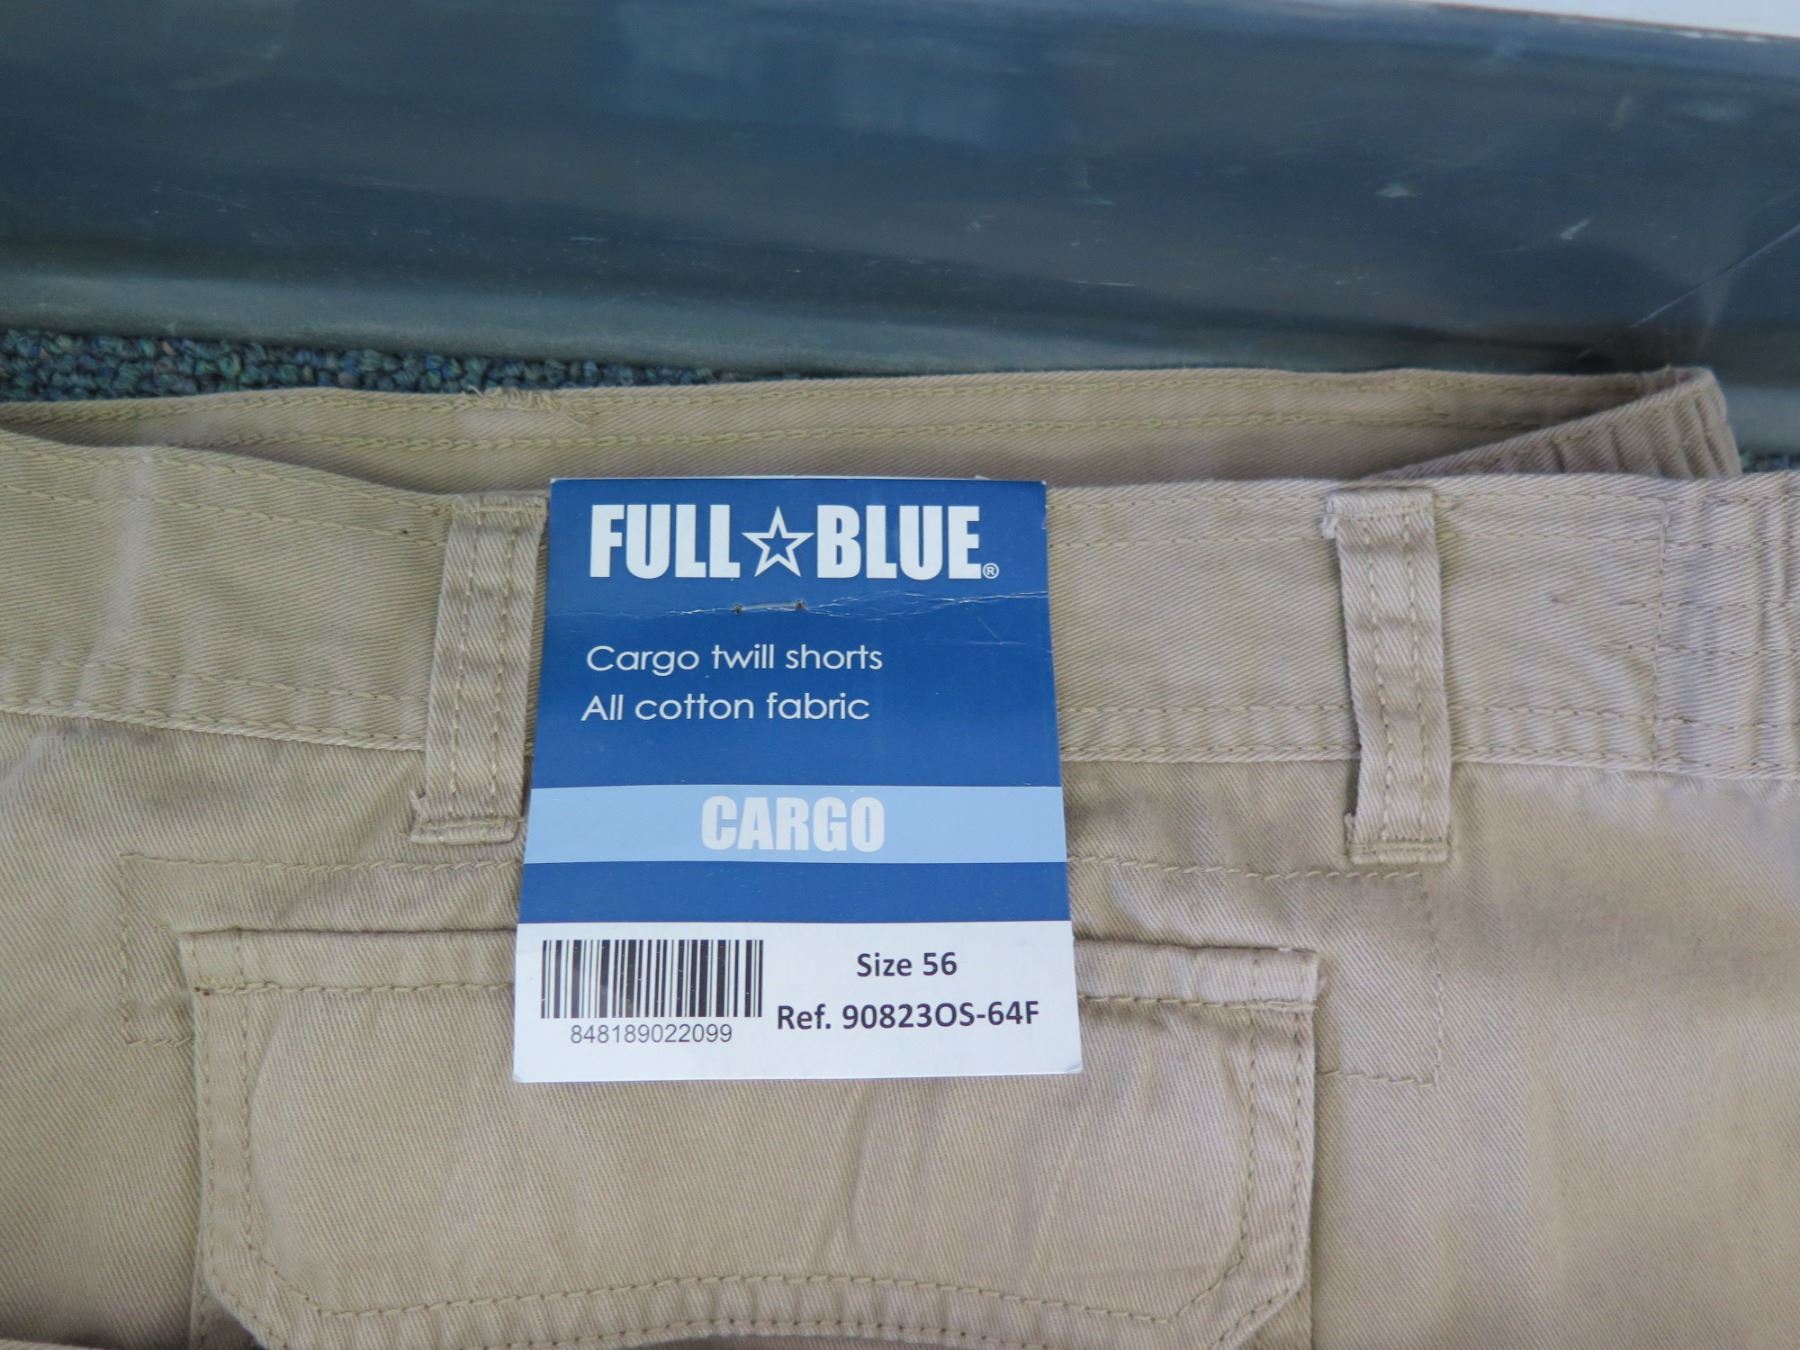 FULL☆BLUE®
Cargo twill shorts
All cotton fabric
CARGO
Size 56
848189022099
Ref. 90823OS-64F